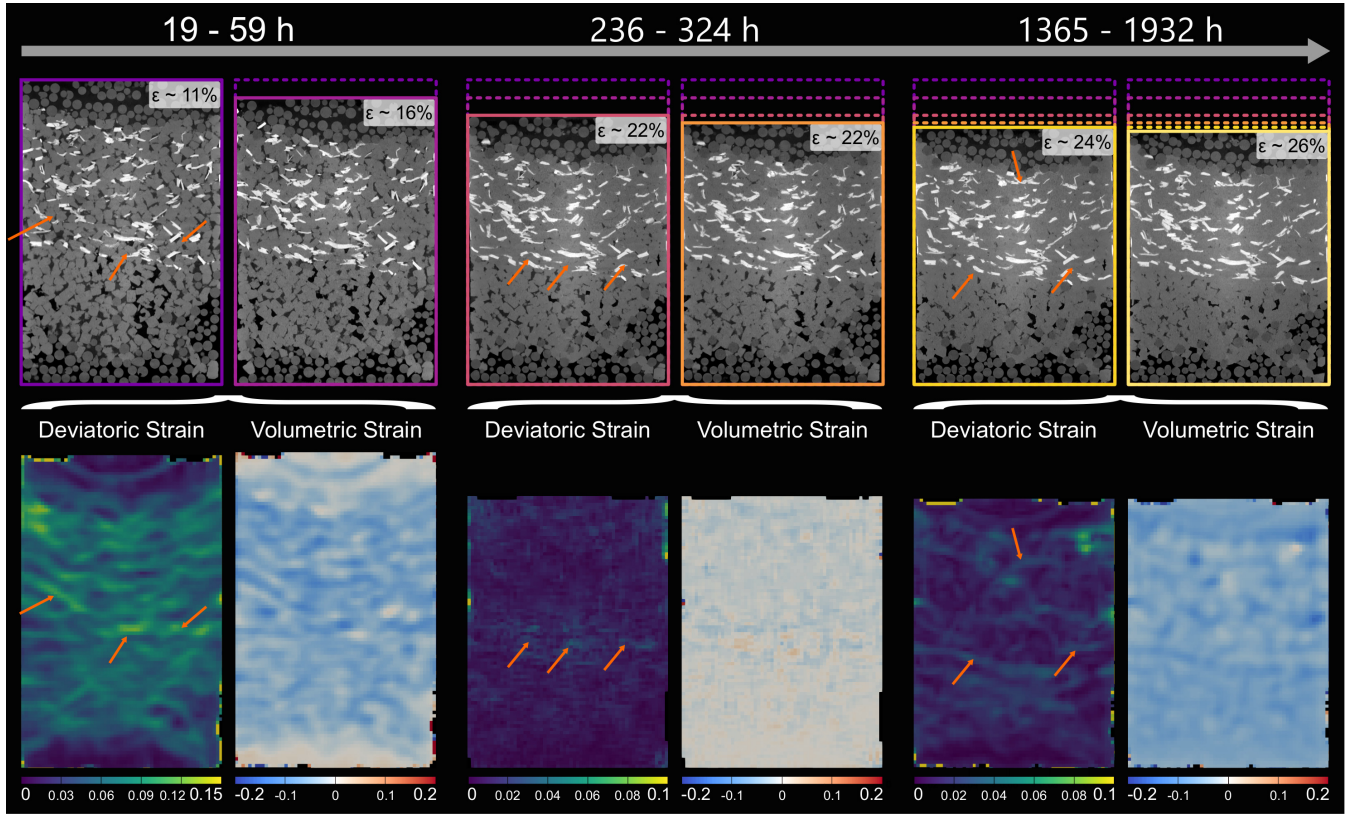 19 - 59 h 236 - 324 h 1365 - 1932 h
ε ~ 11% ε ~ 16% ε ~ 22% ε ~ 22% ε ~ 24% ε ~ 26%
Deviatoric Strain Volumetric Strain Deviatoric Strain Volumetric Strain Deviatoric Strain Volumetric Strain
0 0.03 0.06 0.09 0.12 0.15 -0.2 -0.1 0 0.1 0.2 0 0.02 0.04 0.06 0.08 0.1 -0.2 -0.1 0 0.1 0.2 0 0.02 0.04 0.06 0.08 0.1 -0.2 -0.1 0 0.1 0.2